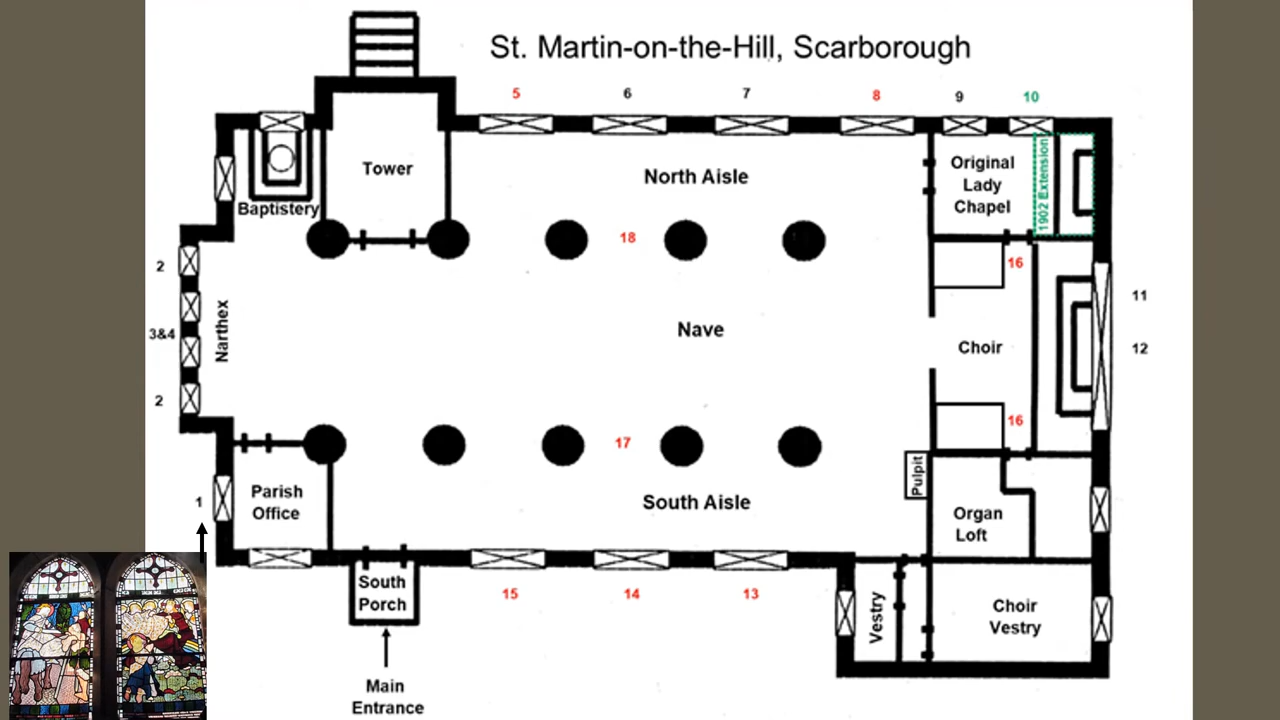 St. Martin-on-the-Hill, Scarborough
5
6
7
8
9
10
Tower
North Aisle
Original
Lady
Chapel
1902 Extension
Baptistery
18
16
2
3&4
2
Narthex
Nave
Choir
11
12
16
17
Pulpit
1
Parish
Office
South Aisle
Organ
Loft
South
Porch
15
14
13
Vestry
Choir
Vestry
Main
Entrance